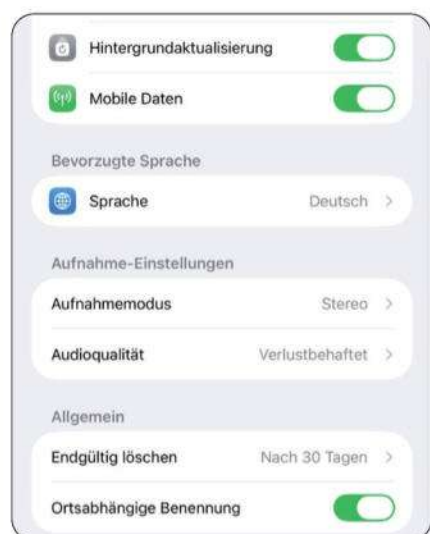 Hintergrundaktualisierung
Mobile Daten
Bevorzugte Sprache
Sprache Deutsch >
Aufnahme-Einstellungen
Aufnahmemodus Stereo >
Audioqualität Verlustbehaftet >
Allgemein
Endgültig löschen Nach 30 Tagen >
Ortsabhängige Benennung